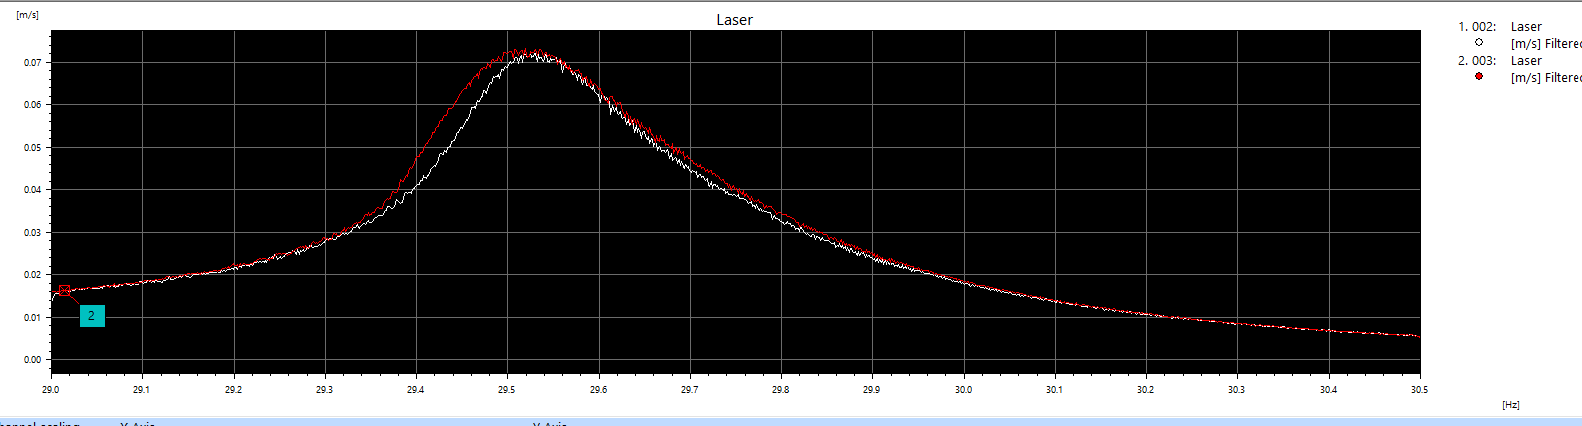 [m/s]
Laser
1. 002: Laser
[m/s] Filtered
2. 003: Laser
[m/s] Filtered
0.07
0.06
0.05
0.04
0.03
0.02
0.01
0.00
2
29.0 29.1 29.2 29.3 29.4 29.5 29.6 29.7 29.8 29.9 30.0 30.1 30.2 30.3 30.4 30.5
[Hz]